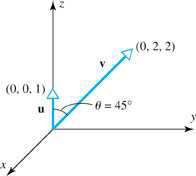 z
(0, 2, 2)
v
(0, 0, 1)
u
θ = 45°
y
x